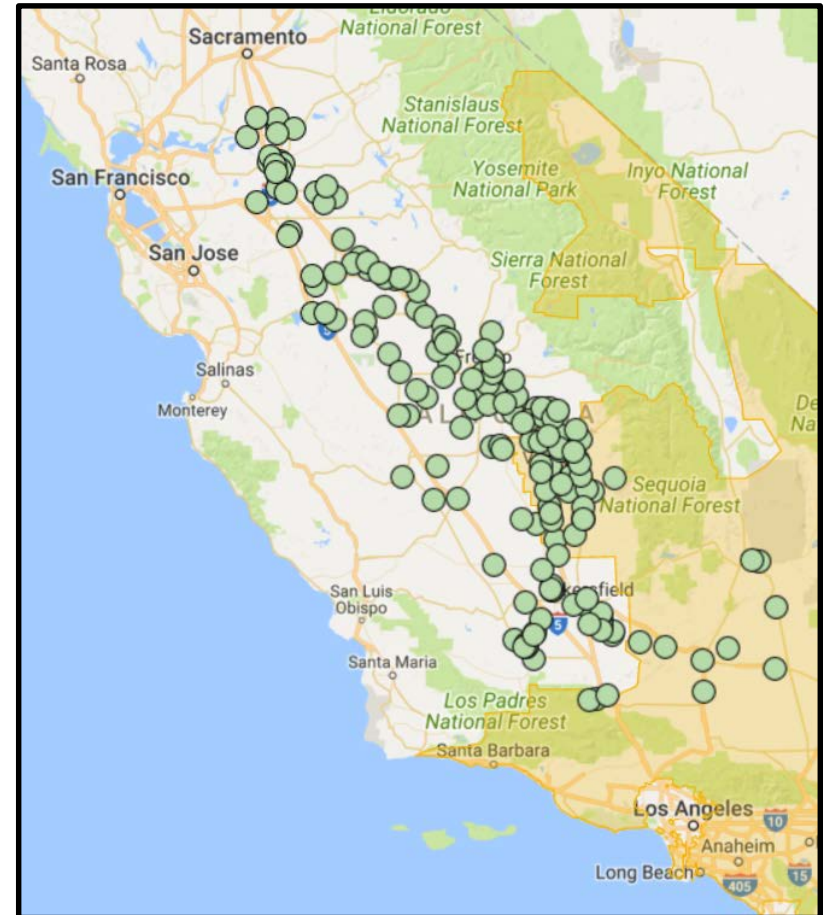 Eldorado
National Forest
Sacramento
Santa Rosa
Stanislaus
National Forest
San Francisco
Yosemite
National Park
Inyo National
Forest
San Jose
Sierra National
Forest
5
Salinas
Monterey
Sequoia
National Forest
San Luis
Obispo
5
Santa Maria
Los Padres
National Forest
Santa Barbara
Los Angeles
10
Anaheim
Long Beach
405
15